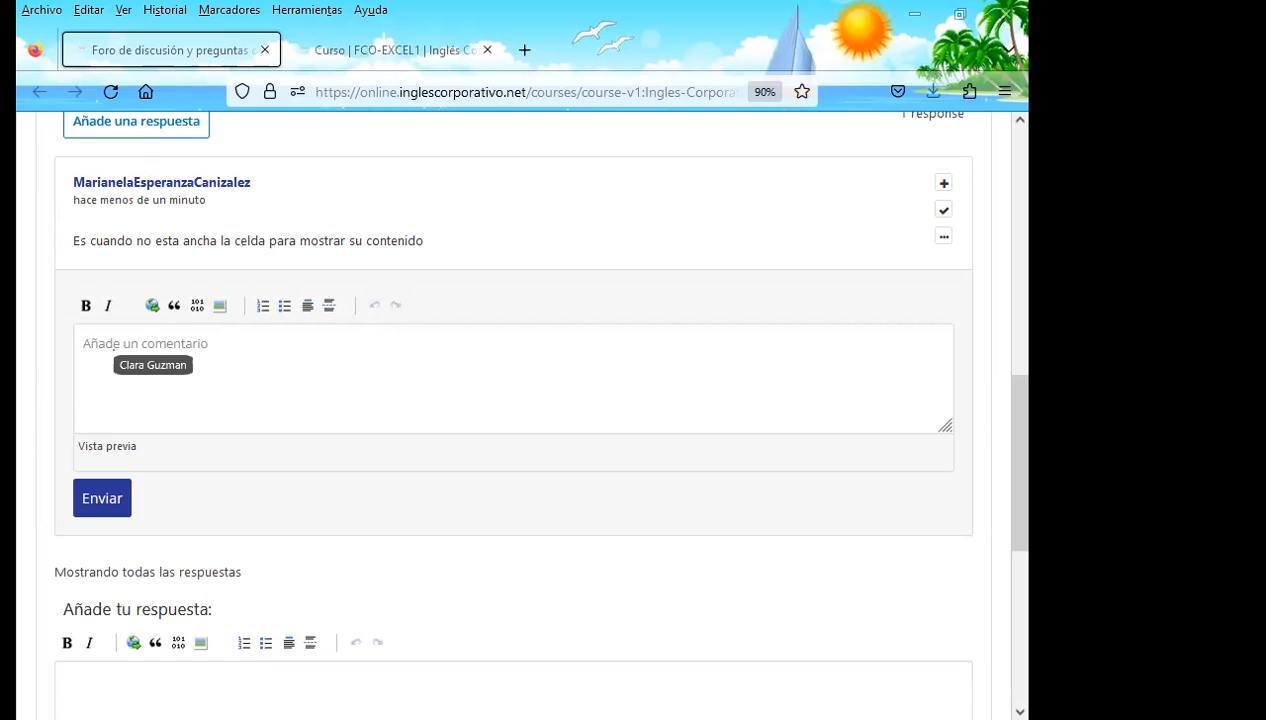 Archivo Editar Ver Historial Marcadores Herramientas Ayuda
Foro de discusión y preguntas
Curso | FCO-EXCEL1 | Inglés Co
https://online.inglescorporativo.net/courses/course-v1:Ingles-Corpora
90%
Añade una respuesta
1 response
MarianelaEsperanzaCanizalez
hace menos de un minuto
Es cuando no esta ancha la celda para mostrar su contenido
B I
Añade un comentario
Clara Guzman
Vista previa
Enviar
Mostrando todas las respuestas
Añade tu respuesta:
B I